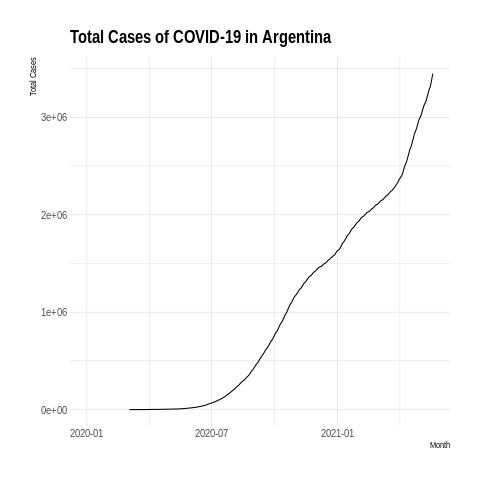 Total Cases of COVID-19 in Argentina
Total Cases
3e+06
2e+06
1e+06
0e+00
2020-01 2020-07 2021-01
Month